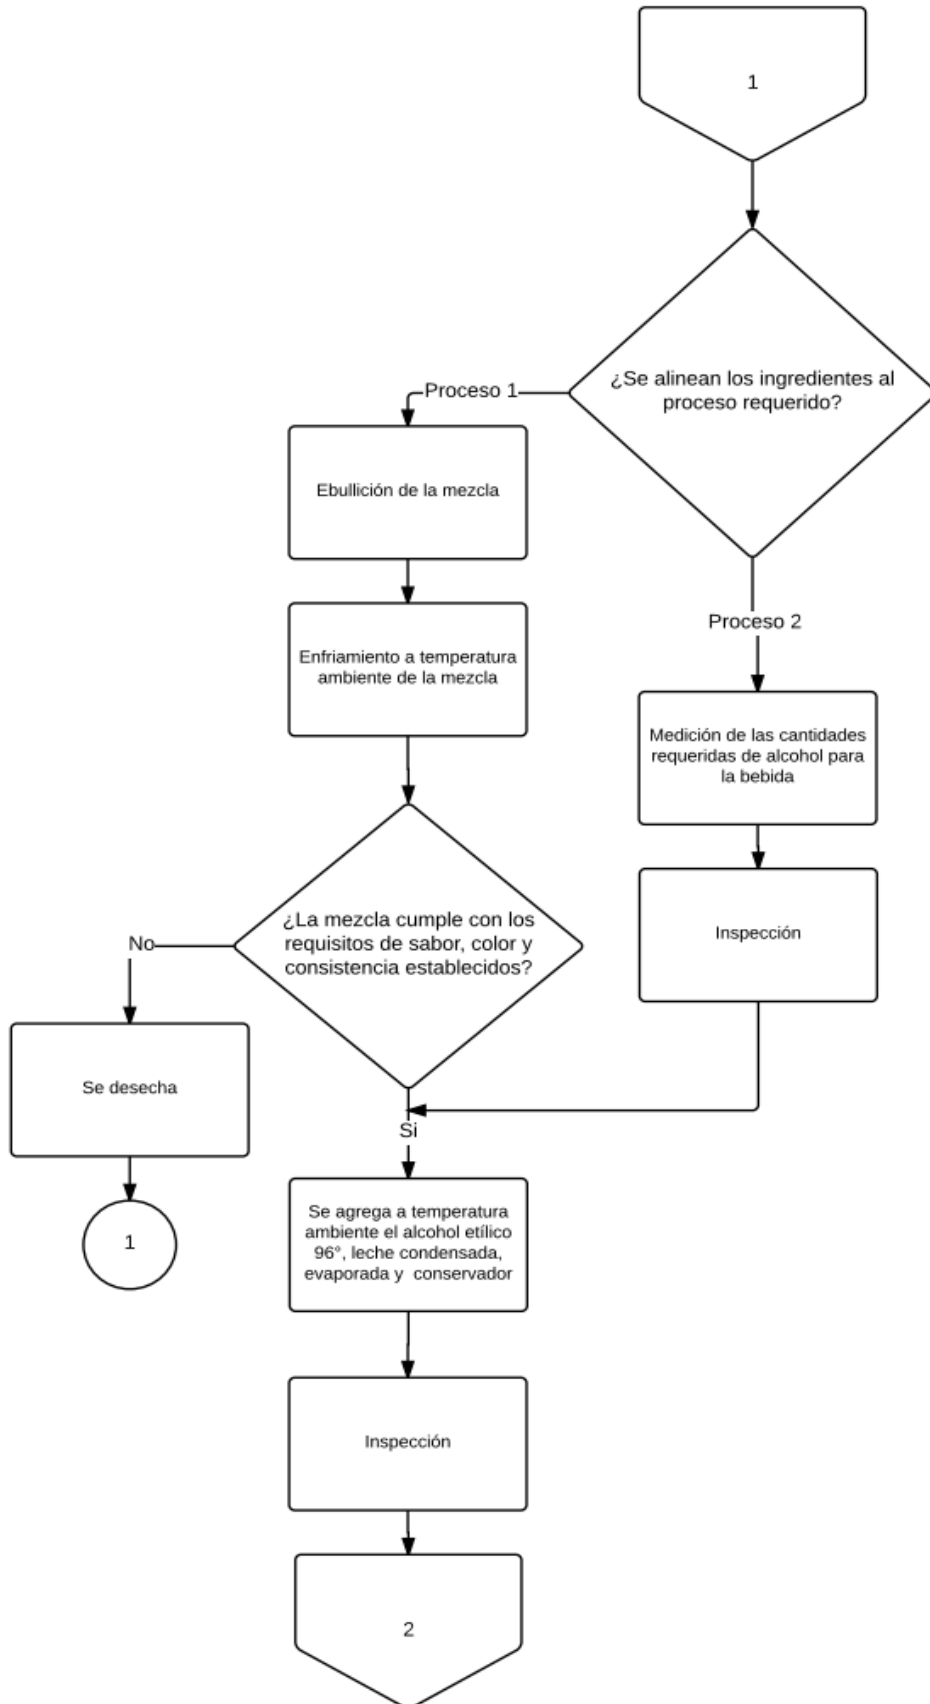 1
¿Se alinean los ingredientes al
proceso requerido?
Proceso 1
Ebullición de la mezcla
Enfriamiento a temperatura
ambiente de la mezcla
Proceso 2
Medición de las cantidades
requeridas de alcohol para
la bebida
Inspección
¿La mezcla cumple con los
requisitos de sabor, color y
consistencia establecidos?
No
Se desecha
1
Si
Se agrega a temperatura
ambiente el alcohol etílico
96°, leche condensada,
evaporada y  conservador
Inspección
2